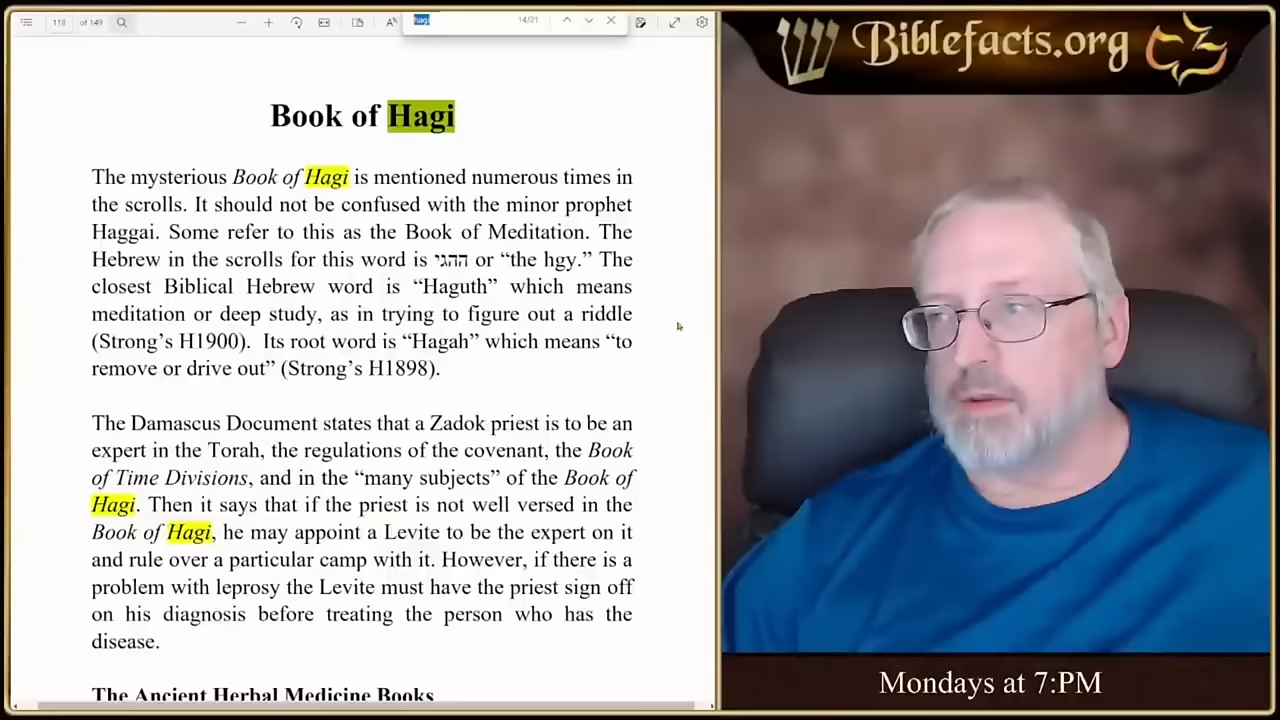 118 of 149
hagi
14/21
Book of Hagi
The mysterious Book of Hagi is mentioned numerous times in
the scrolls. It should not be confused with the minor prophet
Haggai. Some refer to this as the Book of Meditation. The
Hebrew in the scrolls for this word is ההגי or “the hgy.” The
closest Biblical Hebrew word is “Haguth” which means
meditation or deep study, as in trying to figure out a riddle
(Strong’s H1900). Its root word is “Hagah” which means “to
remove or drive out” (Strong’s H1898).
The Damascus Document states that a Zadok priest is to be an
expert in the Torah, the regulations of the covenant, the Book
of Time Divisions, and in the “many subjects” of the Book of
Hagi. Then it says that if the priest is not well versed in the
Book of Hagi, he may appoint a Levite to be the expert on it
and rule over a particular camp with it. However, if there is a
problem with leprosy the Levite must have the priest sign off
on his diagnosis before treating the person who has the
disease.
The Ancient Herbal Medicine Books
Biblefacts.org
Mondays at 7:PM